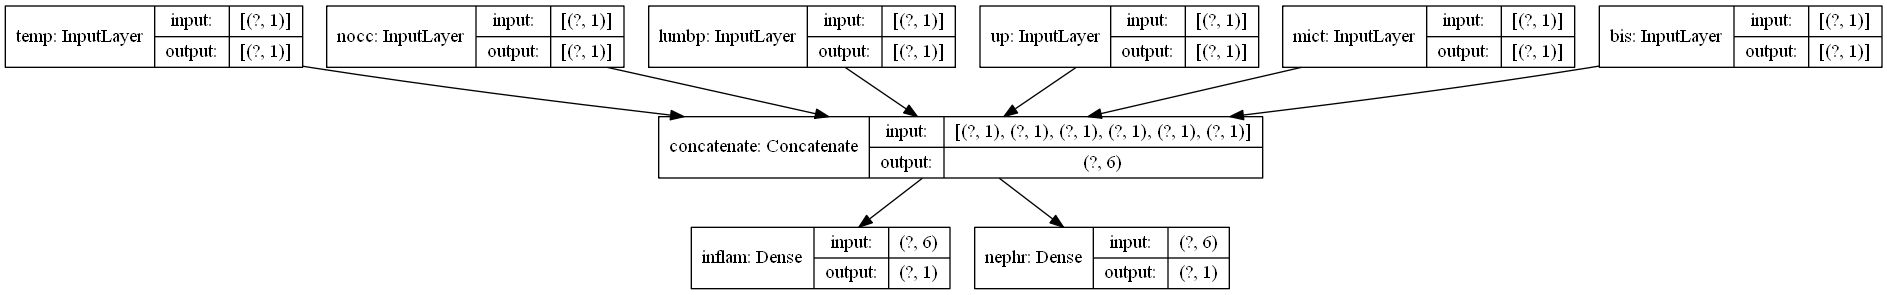 temp: InputLayer input: [(?, 1)] output: [(?, 1)]
nocc: InputLayer input: [(?, 1)] output: [(?, 1)]
lumbp: InputLayer input: [(?, 1)] output: [(?, 1)]
up: InputLayer input: [(?, 1)] output: [(?, 1)]
mict: InputLayer input: [(?, 1)] output: [(?, 1)]
bis: InputLayer input: [(?, 1)] output: [(?, 1)]
concatenate: Concatenate input: [(?, 1), (?, 1), (?, 1), (?, 1), (?, 1), (?, 1)] output: (?, 6)
inflam: Dense input: (?, 6) output: (?, 1)
nephr: Dense input: (?, 6) output: (?, 1)